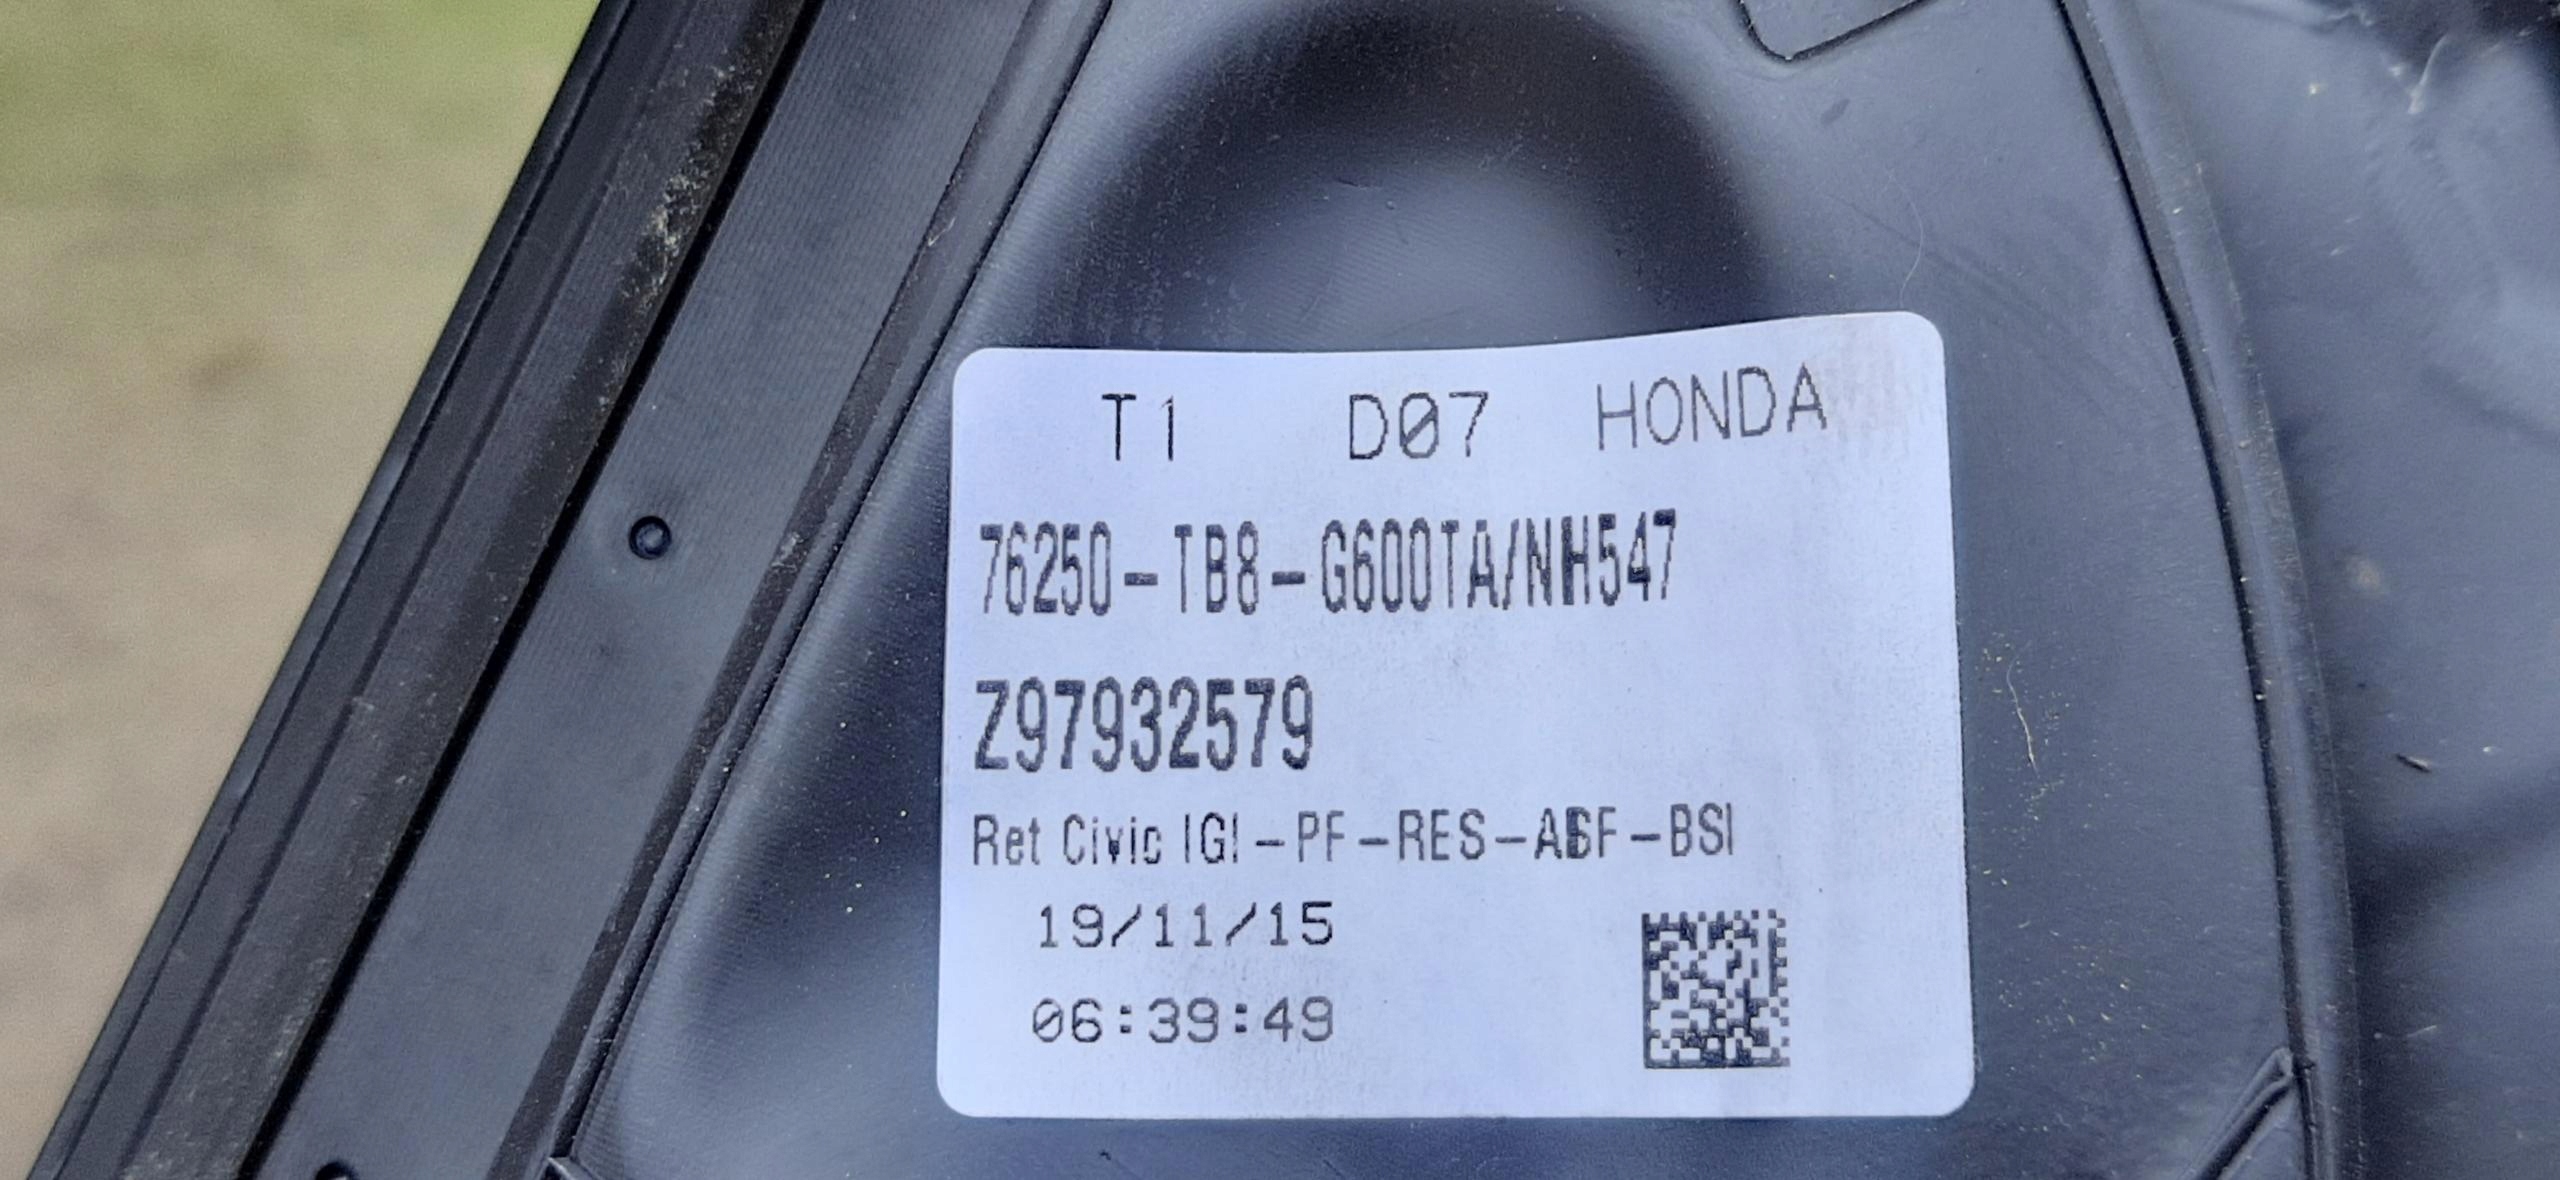 T1 D07 HONDA
76250-TB8-G600TA/NH547
Z97932579
Ret Civic IGI-PF-RES-ABF-BSI
19/11/15
06:39:49